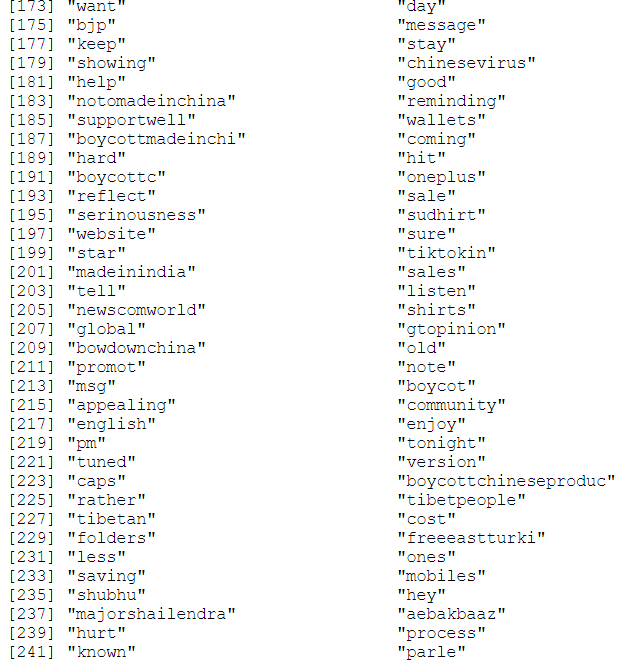 [173] "want" "day"
[175] "bjp" "message"
[177] "keep" "stay"
[179] "showing" "chinesevirus"
[181] "help" "good"
[183] "notomadeinchina" "reminding"
[185] "supportwell" "wallets"
[187] "boycottmadeinchi" "coming"
[189] "hard" "hit"
[191] "boycottc" "oneplus"
[193] "reflect" "sale"
[195] "serinousness" "sudhirt"
[197] "website" "sure"
[199] "star" "tiktokin"
[201] "madeinindia" "sales"
[203] "tell" "listen"
[205] "newscomworld" "shirts"
[207] "global" "gtopinion"
[209] "bowdownchina" "old"
[211] "promot" "note"
[213] "msg" "boycot"
[215] "appealing" "community"
[217] "english" "enjoy"
[219] "pm" "tonight"
[221] "tuned" "version"
[223] "caps" "boycottchineseproduc"
[225] "rather" "tibetpeople"
[227] "tibetan" "cost"
[229] "folders" "freeeastturki"
[231] "less" "ones"
[233] "saving" "mobiles"
[235] "shubhu" "hey"
[237] "majorshailendra" "aebakbaaz"
[239] "hurt" "process"
[241] "known" "parle"